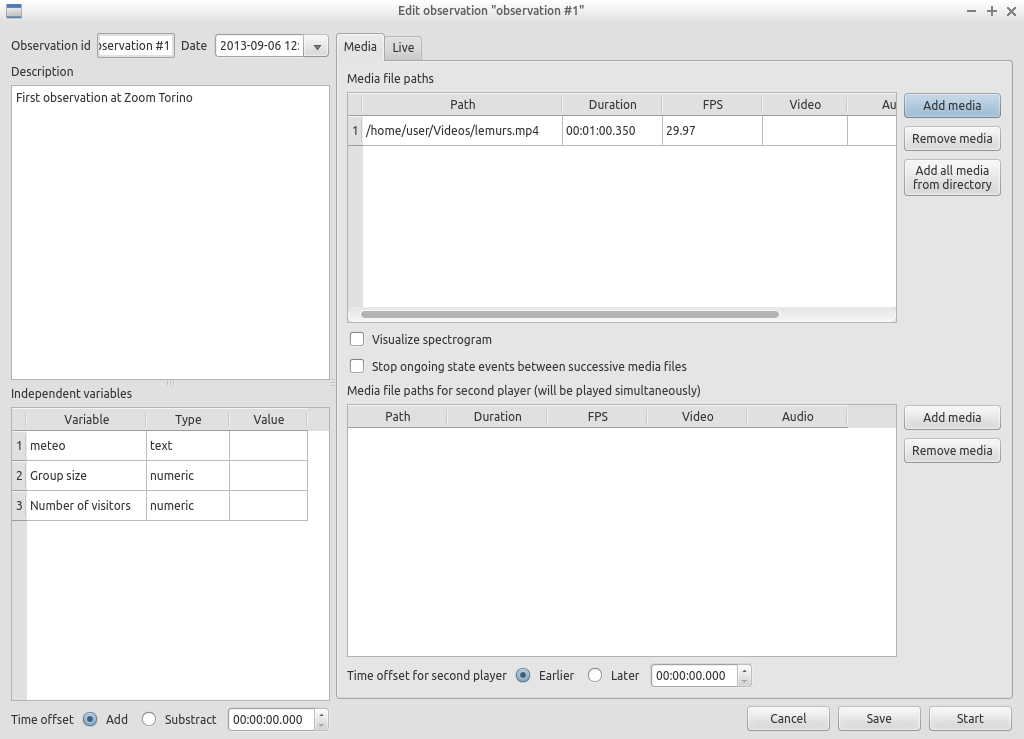 Edit observation "observation #1"
Observation id servation #1 Date 2013-09-06 12:
Description
First observation at Zoom Torino
Independent variables
Variable Type Value
1 meteo text
2 Group size numeric
3 Number of visitors numeric
Time offset Add Substract 00:00:00.000
Media Live
Media file paths
Path Duration FPS Video Au
1 /home/user/Videos/lemurs.mp4 00:01:00.350 29.97
Add media
Remove media
Add all media
from directory
Visualize spectrogram
Stop ongoing state events between successive media files
Media file paths for second player (will be played simultaneously)
Path Duration FPS Video Audio
Add media
Remove media
Time offset for second player Earlier Later 00:00:00.000
Cancel Save Start